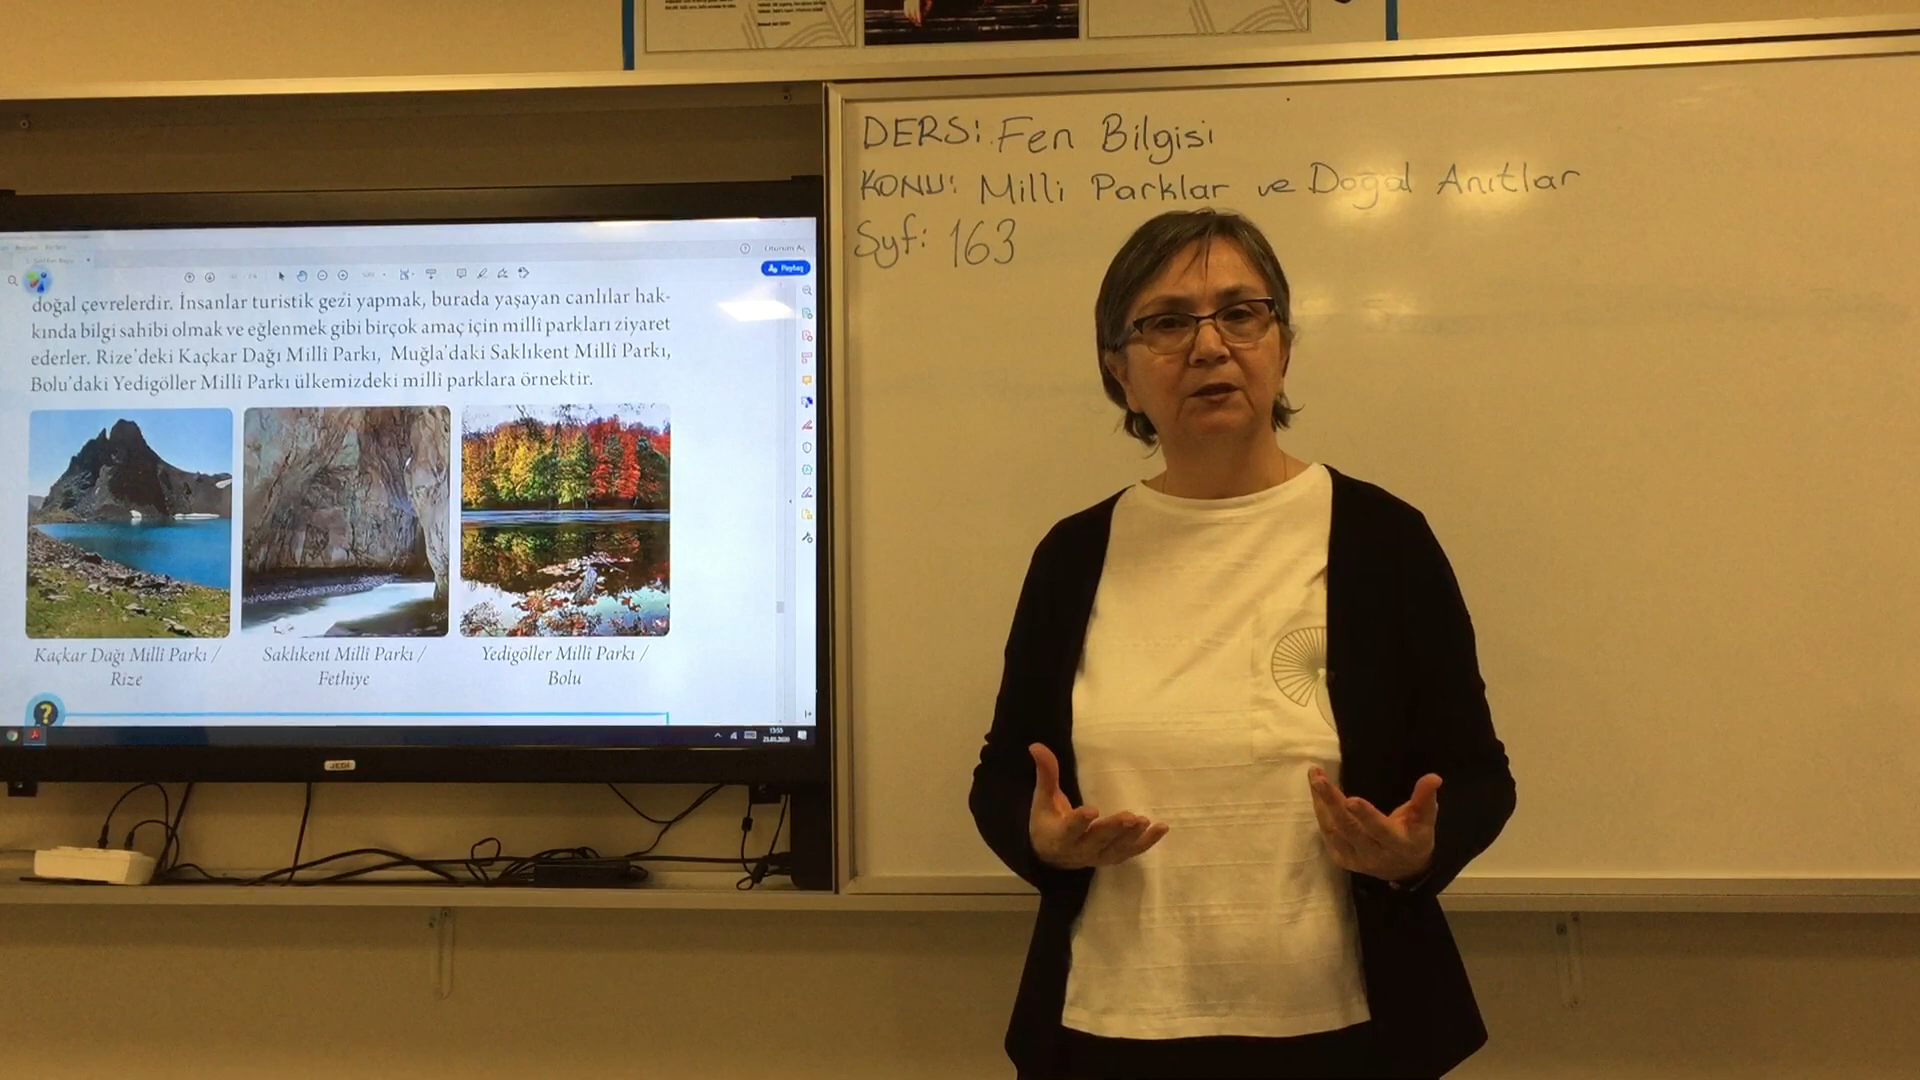 DERS: Fen Bilgisi
KONU: Milli Parklar ve Doğal Anıtlar
Syf: 163
Oturum Aç
Paylaş
doğal çevrelerdir. İnsanlar turistik gezi yapmak, burada yaşayan canlılar hak-
kında bilgi sahibi olmak ve eğlenmek gibi birçok amaç için millî parkları ziyaret
ederler. Rize'deki Kaçkar Dağı Millî Parkı, Muğla'daki Saklıkent Millî Parkı,
Bolu'daki Yedigöller Millî Parkı ülkemizdeki millî parklara örnektir.
Kaçkar Dağı Millî Parkı /
Rize
Saklıkent Millî Parkı /
Fethiye
Yedigöller Millî Parkı /
Bolu
?
JEDI